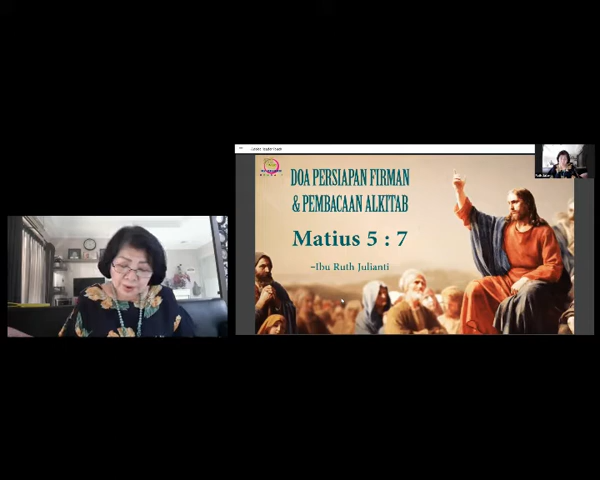 DOA PERSIAPAN FIRMAN
& PEMBACAAN ALKITAB
Matius 5 : 7
~Ibu Ruth Julianti